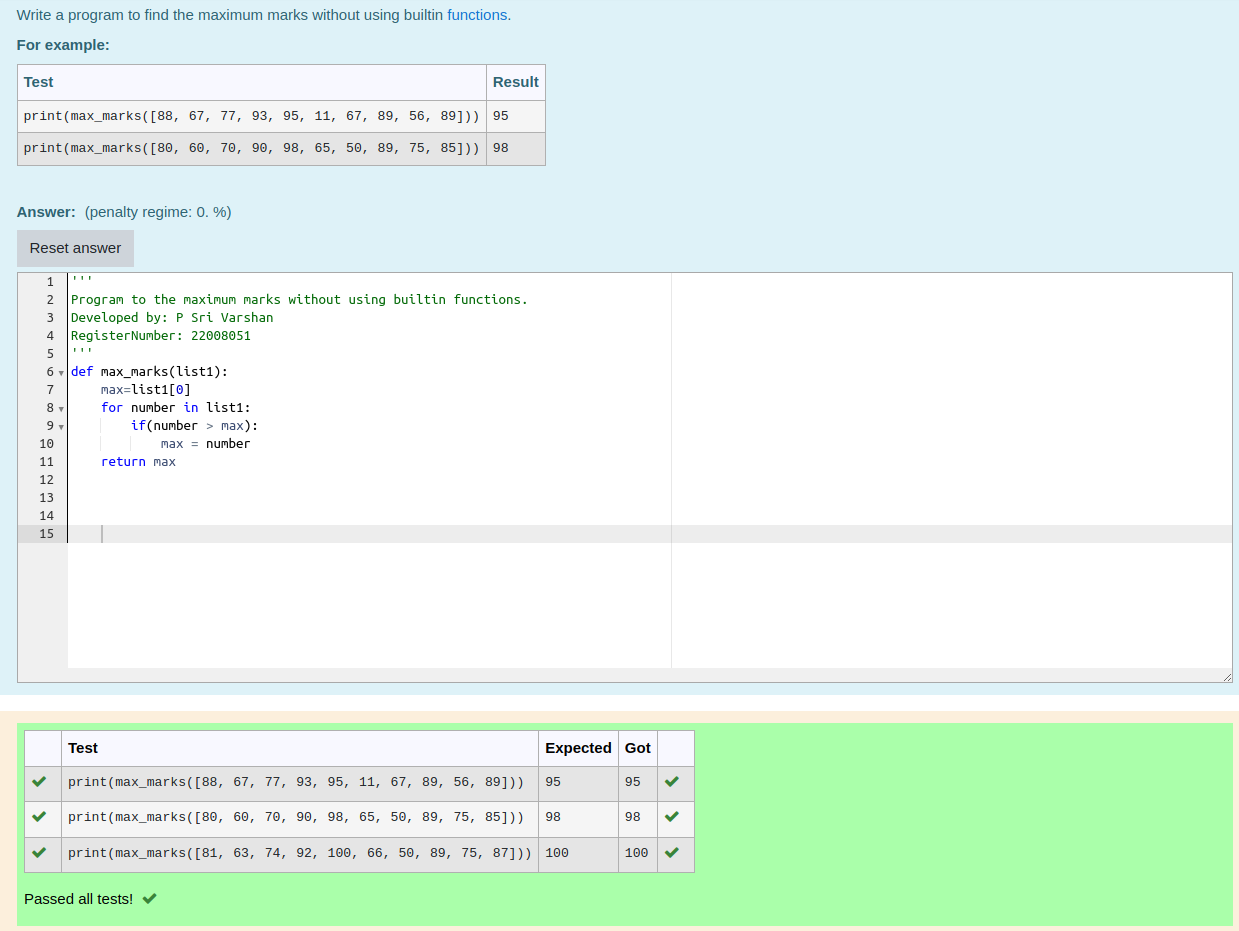 Write a program to find the maximum marks without using builtin functions.
For example:
Test Result
print(max_marks([88, 67, 77, 93, 95, 11, 67, 89, 56, 89])) 95
print(max_marks([80, 60, 70, 90, 98, 65, 50, 89, 75, 85])) 98
Answer: (penalty regime: 0. %)
Reset answer
1 '''
2 Program to the maximum marks without using builtin functions.
3 Developed by: P Sri Varshan
4 RegisterNumber: 22008051
5 '''
6 def max_marks(list1):
7     max=list1[0]
8     for number in list1:
9         if(number > max):
10             max = number
11     return max
12
13
14
15
Test Expected Got
print(max_marks([88, 67, 77, 93, 95, 11, 67, 89, 56, 89])) 95 95
print(max_marks([80, 60, 70, 90, 98, 65, 50, 89, 75, 85])) 98 98
print(max_marks([81, 63, 74, 92, 100, 66, 50, 89, 75, 87])) 100 100
Passed all tests!